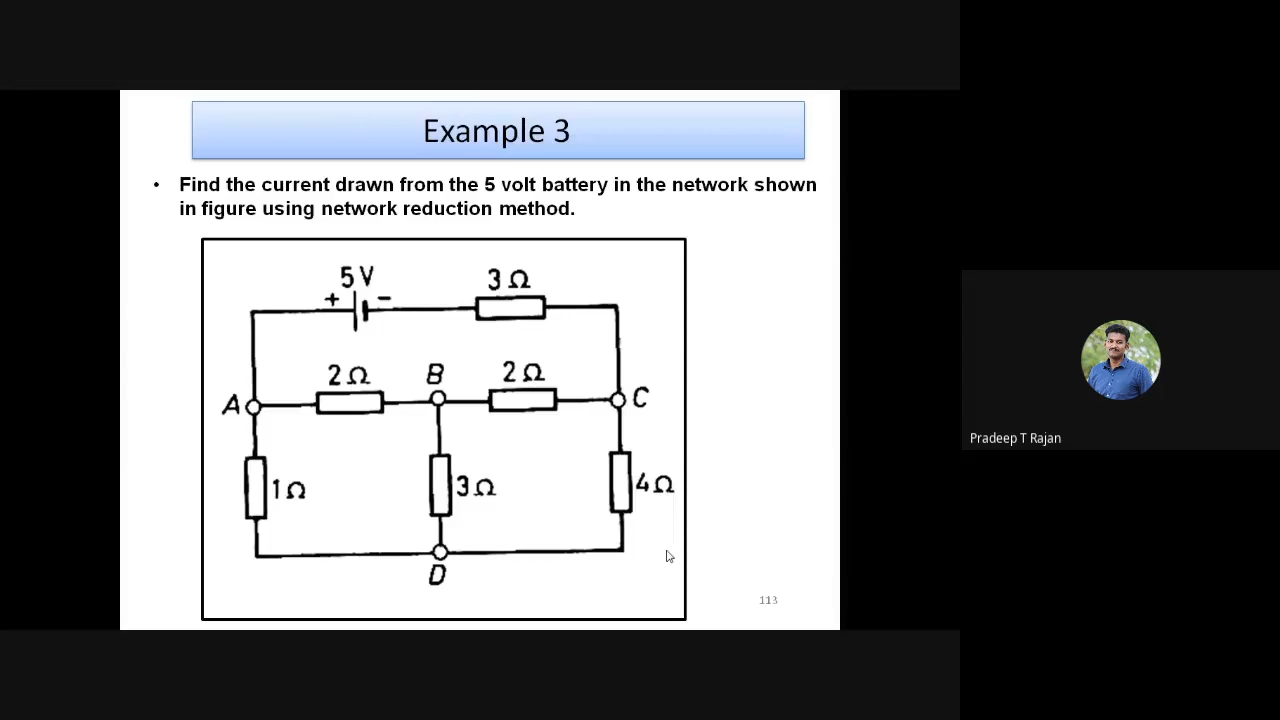 Example 3
• Find the current drawn from the 5 volt battery in the network shown
in figure using network reduction method.
5 V
3 Ω
+ −
2 Ω
B
2 Ω
A
C
1 Ω
3 Ω
4 Ω
D
113
Pradeep T Rajan